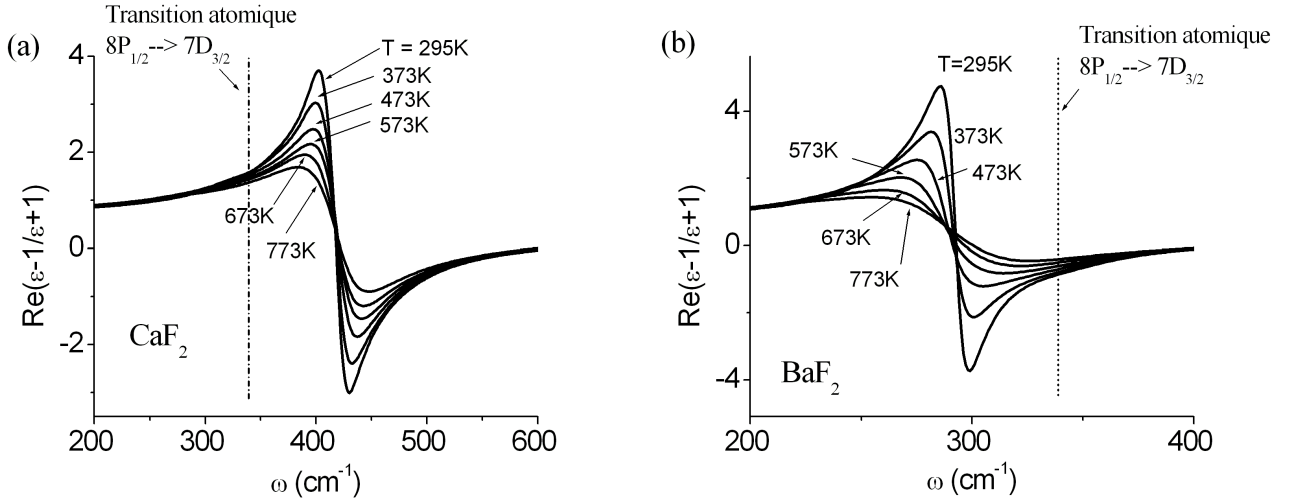 (a)
Transition atomique
8P1/2--> 7D3/2
T = 295K
373K
473K
573K
673K
773K
CaF2
4
2
0
-2
Re(ε-1/ε+1)
200 300 400 500 600
ω (cm-1)
(b)
Transition atomique
8P1/2--> 7D3/2
T=295K
373K
573K
473K
673K
773K
BaF2
4
0
-4
Re(ε-1/ε+1)
200 300 400
ω (cm-1)